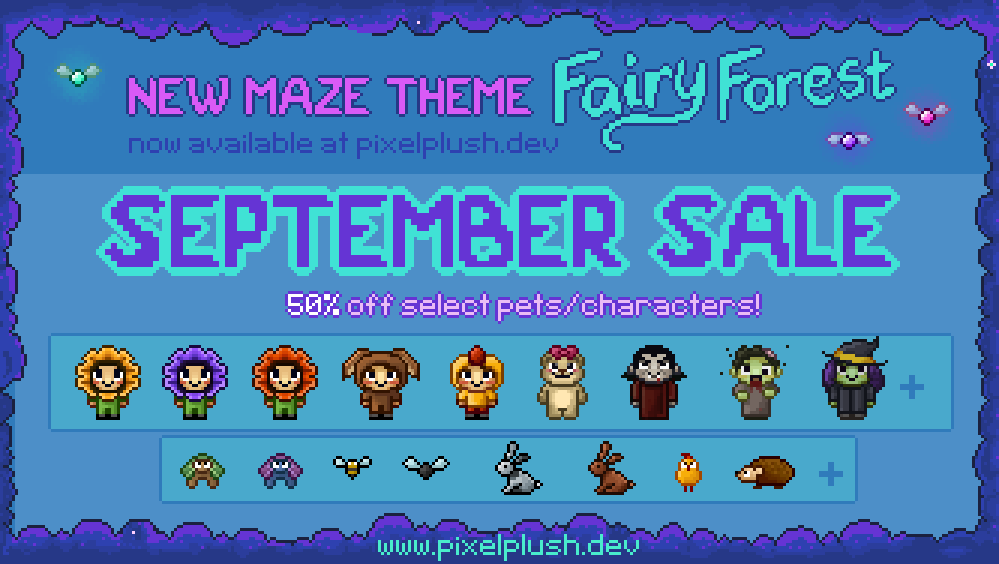 NEW MAZE THEME Fairy Forest
now available at pixelplush.dev
SEPTEMBER SALE
50% off select pets/characters!
+
+
www.pixelplush.dev